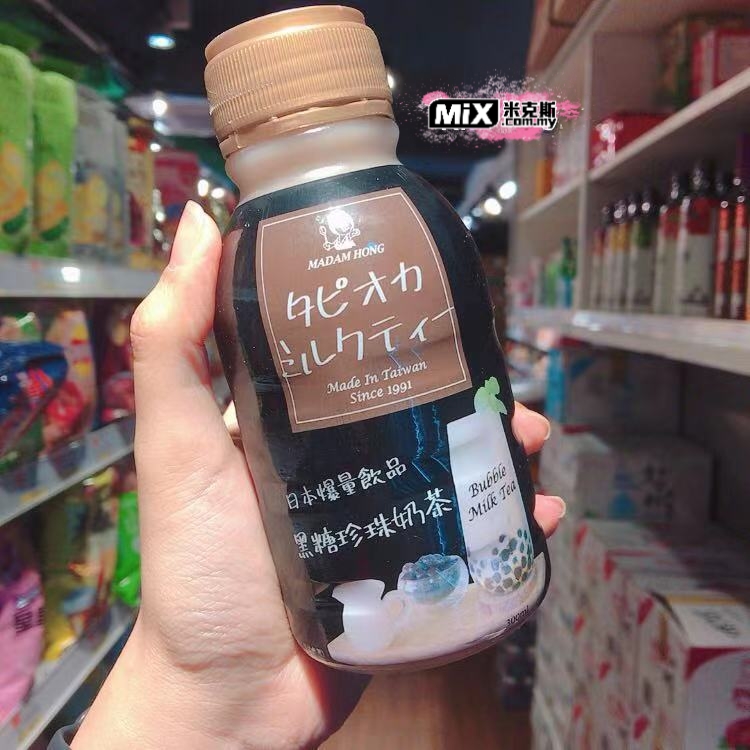 MiX 米克斯
.com.my
MADAM HONG
タピオカ
ミルクティー
Made In Taiwan
Since 1991
日本爆量飲品
黑糖珍珠奶茶
Bubble
Milk Tea
300ml